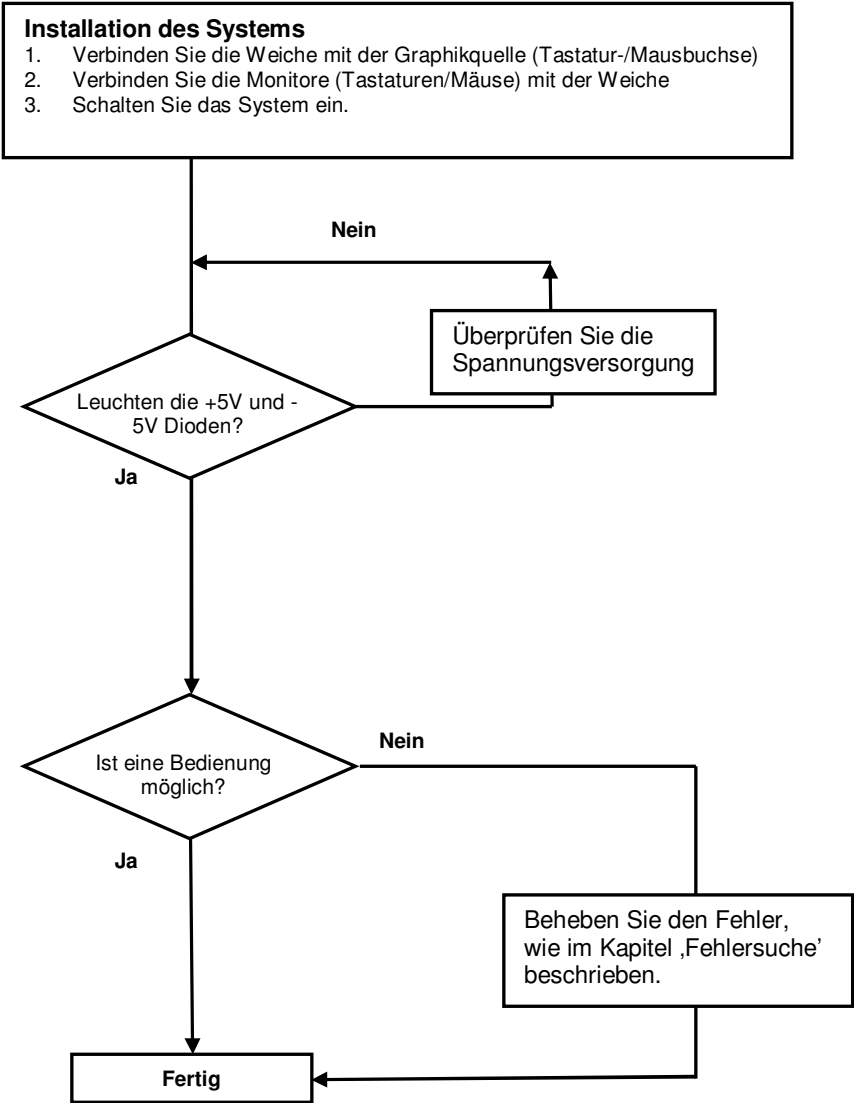 Installation des Systems
1. Verbinden Sie die Weiche mit der Graphikquelle (Tastatur-/Mausbuchse)
2. Verbinden Sie die Monitore (Tastaturen/Mäuse) mit der Weiche
3. Schalten Sie das System ein.
Nein
Überprüfen Sie die
Spannungsversorgung
Leuchten die +5V und -
5V Dioden?
Ja
Nein
Ist eine Bedienung
möglich?
Ja
Beheben Sie den Fehler,
wie im Kapitel ‚Fehlersuche’
beschrieben.
Fertig